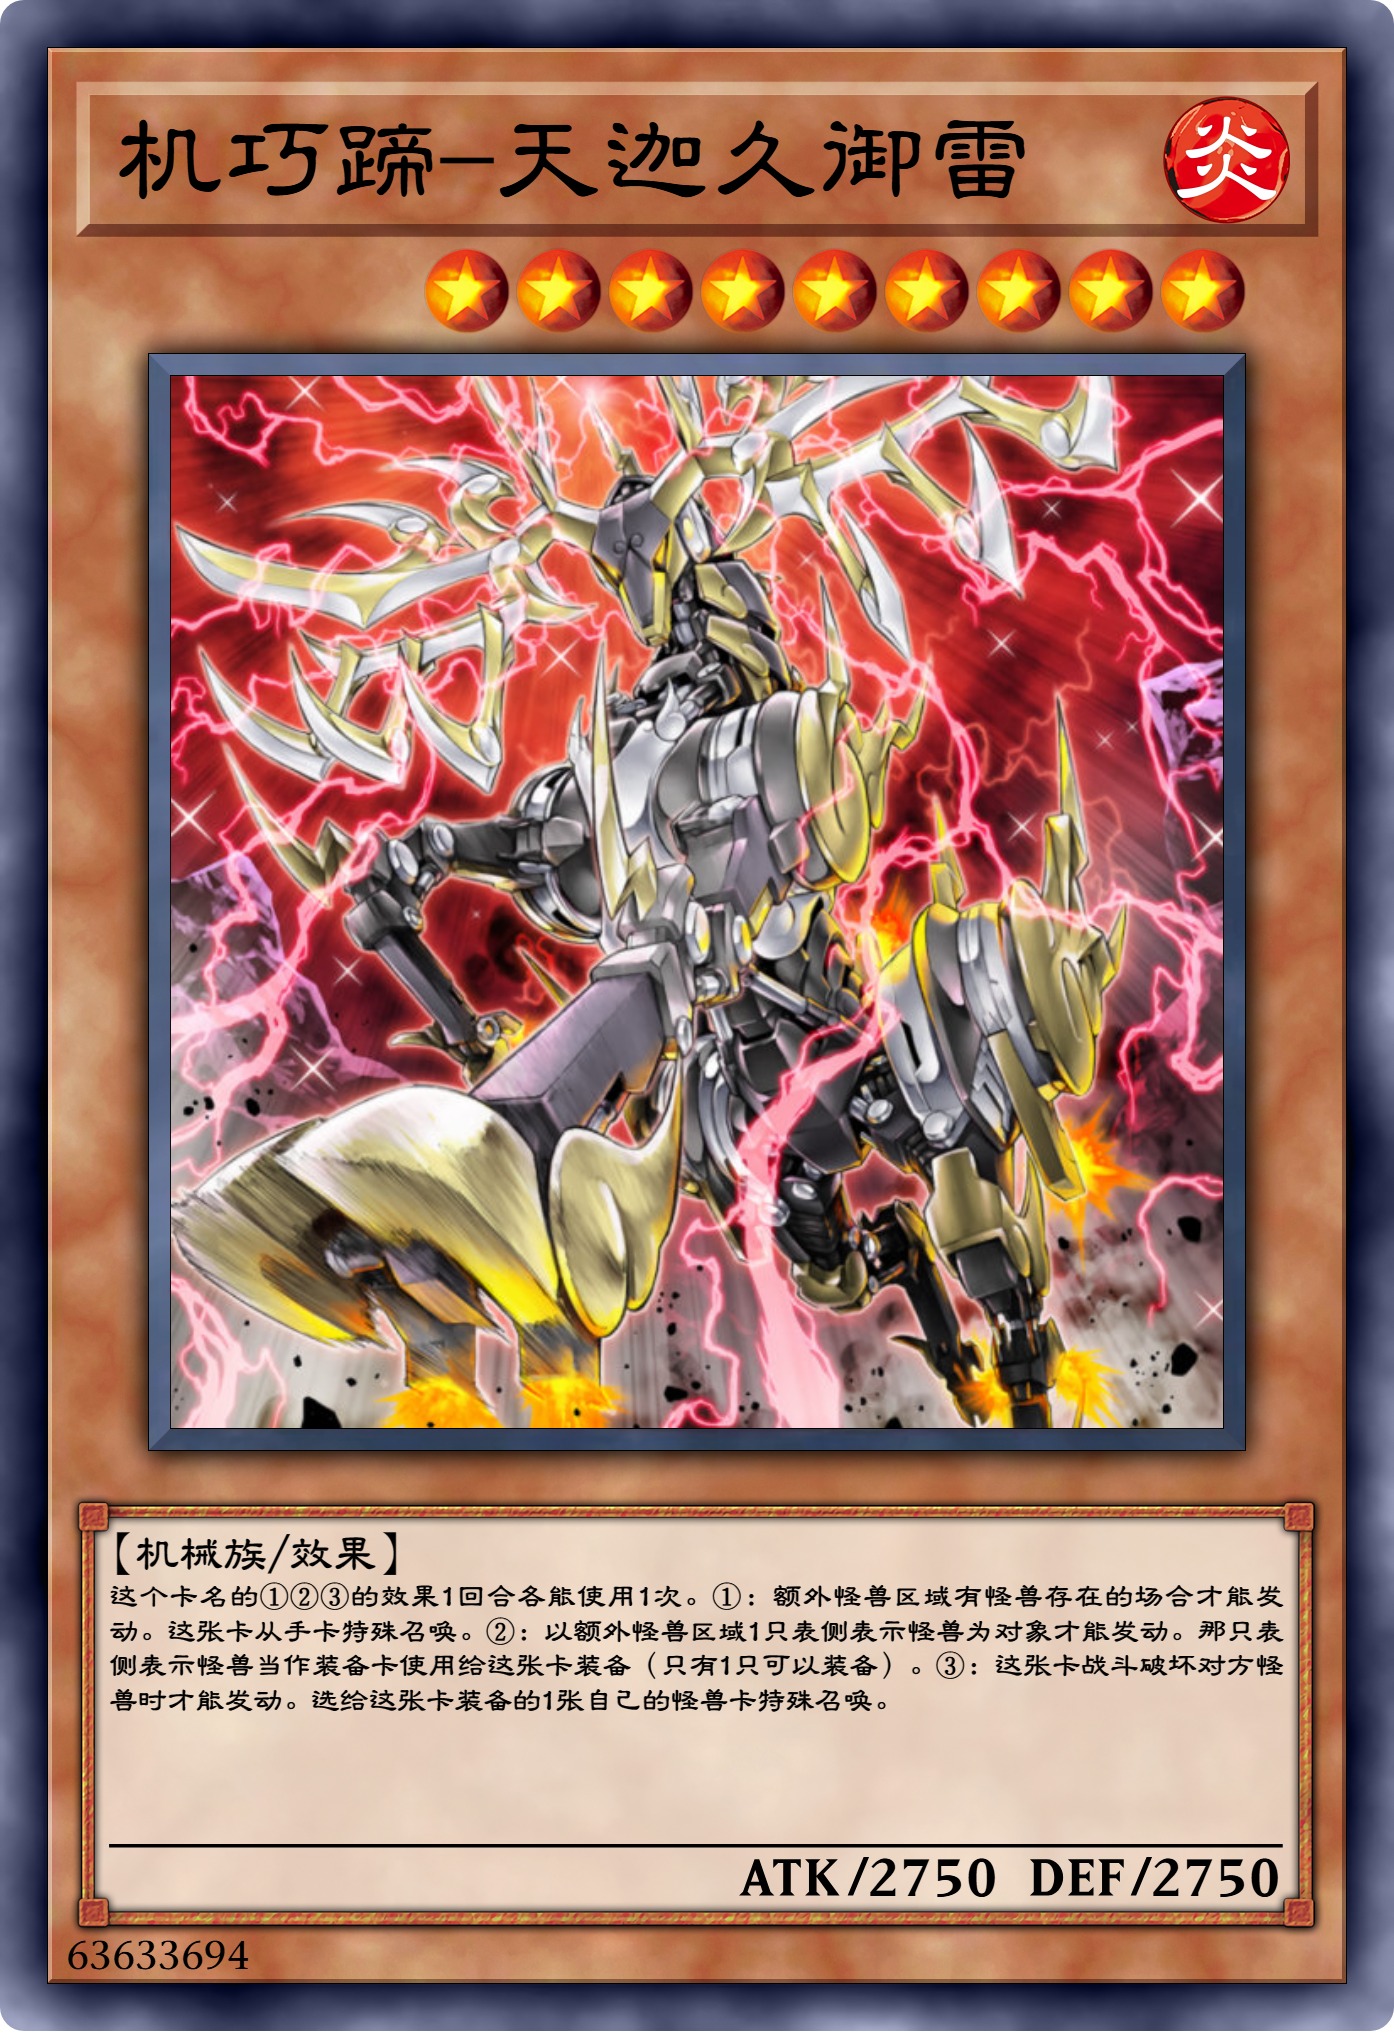 机巧蹄-天迦久御雷
炎
【机械族/效果】
这个卡名的①②③的效果1回合各能使用1次。①：额外怪兽区域有怪兽存在的场合才能发
动。这张卡从手卡特殊召唤。②：以额外怪兽区域1只表侧表示怪兽为对象才能发动。那只表
侧表示怪兽当作装备卡使用给这张卡装备（只有1只可以装备）。③：这张卡战斗破坏对方怪
兽时才能发动。选给这张卡装备的1张自己的怪兽卡特殊召唤。
ATK/2750 DEF/2750
63633694